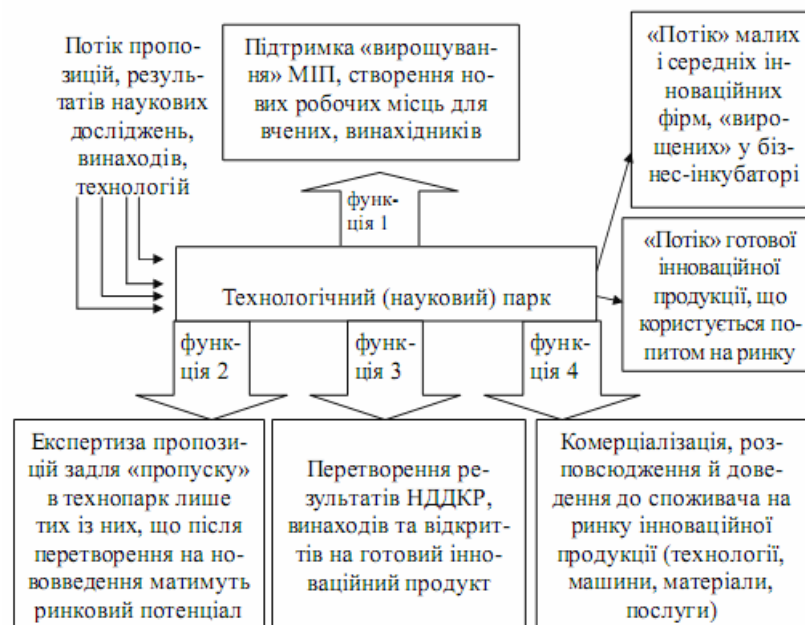 Потік пропо-
зицій, резуль-
татів наукових
досліджень,
винаходів,
технологій
Підтримка «вирощуван-
ня» МІП, створення но-
вих робочих місць для
вчених, винахідників
«Потік» малих
і середніх ін-
новаційних
фірм, «виро-
щених» у біз-
нес-інкубаторі
функ-
ція 1
Технологічний (науковий) парк
«Потік» готової
інноваційної
продукції, що
користується по-
питом на ринку
функ-
ція 2
функ-
ція 3
функ-
ція 4
Експертиза пропози-
цій задля «пропуску»
в технопарк лише
тих із них, що після
перетворення на но-
вовведення матимуть
ринковий потенціал
Перетворення ре-
зультатів НДДКР,
винаходів та відкрит-
тів на готовий інно-
ваційний продукт
Комерціалізація, роз-
повсюдження й дове-
дення до споживача на
ринку інноваційної
продукції (технології,
машини, матеріали,
послуги)